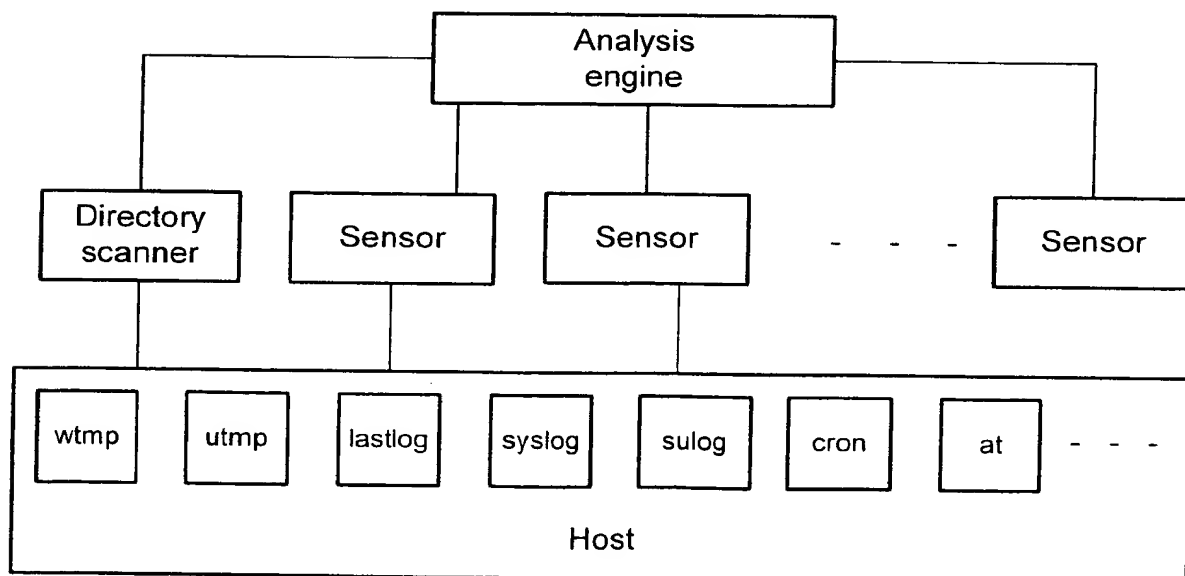 Analysis
engine
Directory
scanner
Sensor
Sensor
- - -
Sensor
wtmp
utmp
lastlog
syslog
sulog
cron
at
- - -
Host